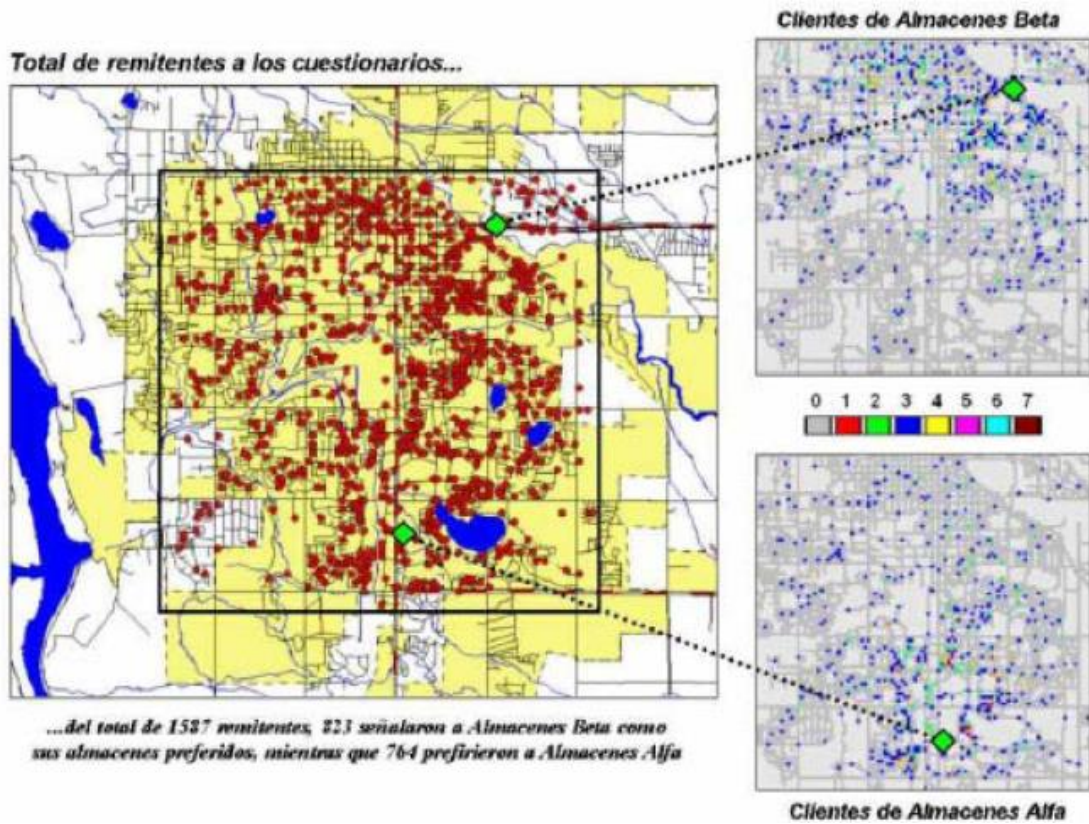 Clientes de Almacenes Beta
Total de remitentes a los cuestionarios...
0 1 2 3 4 5 6 7
...del total de 1587 remitentes, 823 señalaron a Almacenes Beta como
sus almacenes preferidos, mientras que 764 prefirieron a Almacenes Alfa
Clientes de Almacenes Alfa